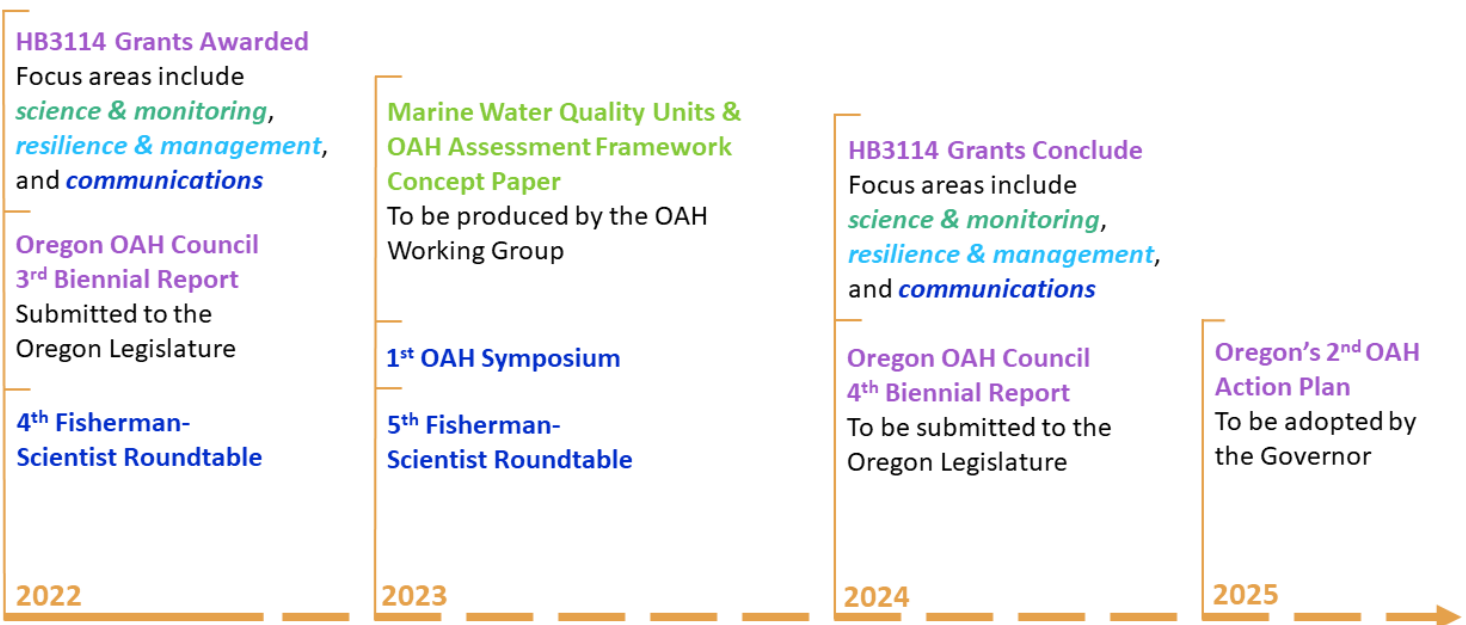 HB3114 Grants Awarded
Focus areas include
science & monitoring,
resilience & management,
and communications
Oregon OAH Council
3rd Biennial Report
Submitted to the
Oregon Legislature
4th Fisherman-
Scientist Roundtable
2022
Marine Water Quality Units &
OAH Assessment Framework
Concept Paper
To be produced by the OAH
Working Group
1st OAH Symposium
5th Fisherman-
Scientist Roundtable
2023
HB3114 Grants Conclude
Focus areas include
science & monitoring,
resilience & management,
and communications
Oregon OAH Council
4th Biennial Report
To be submitted to the
Oregon Legislature
2024
Oregon’s 2nd OAH
Action Plan
To be adopted by
the Governor
2025